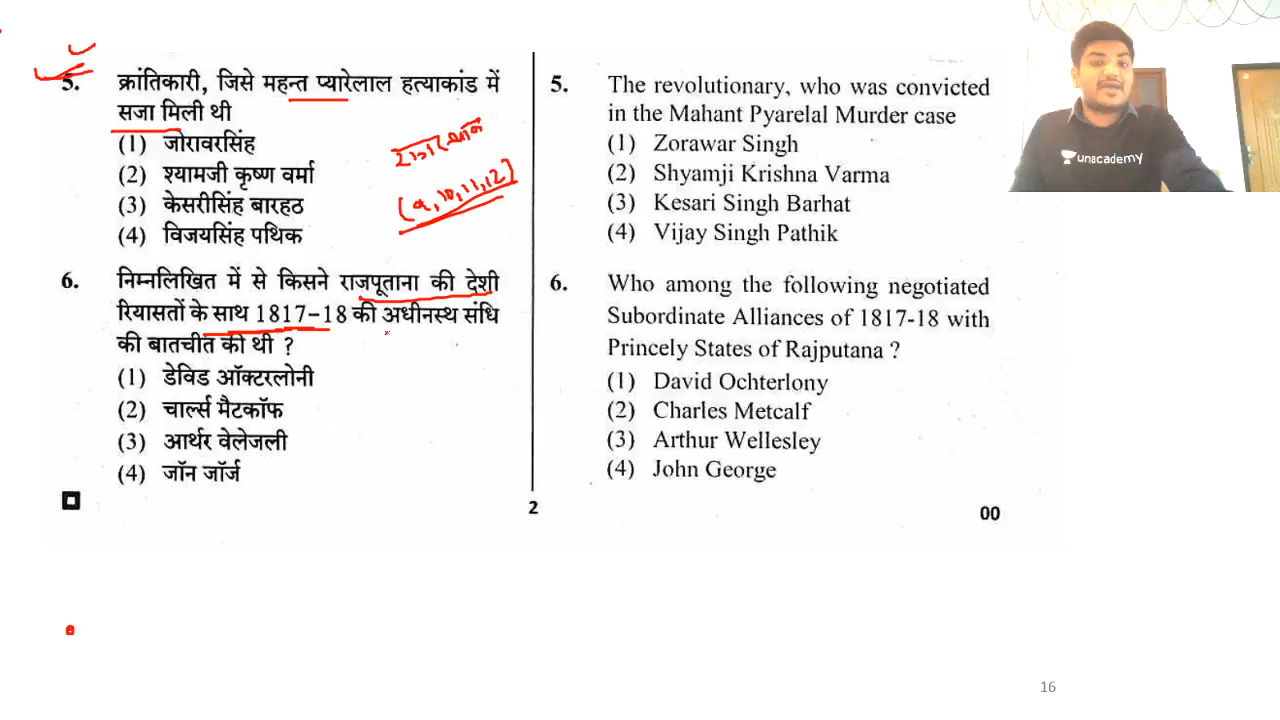 5. क्रांतिकारी, जिसे महन्त प्यारेलाल हत्याकांड में
सजा मिली थी
(1) जोरावरसिंह
(2) श्यामजी कृष्ण वर्मा
(3) केसरीसिंह बारहठ
(4) विजयसिंह पथिक
(9, 10, 11, 12)
6. निम्नलिखित में से किसने राजपूताना की देशी
रियासतों के साथ 1817-18 की अधीनस्थ संधि
की बातचीत की थी ?
(1) डेविड ऑक्टरलोनी
(2) चार्ल्स मैटकॉफ
(3) आर्थर वेलेजली
(4) जॉन जॉर्ज
5. The revolutionary, who was convicted
in the Mahant Pyarelal Murder case
(1) Zorawar Singh
(2) Shyamji Krishna Varma
(3) Kesari Singh Barhat
(4) Vijay Singh Pathik
6. Who among the following negotiated
Subordinate Alliances of 1817-18 with
Princely States of Rajputana ?
(1) David Ochterlony
(2) Charles Metcalf
(3) Arthur Wellesley
(4) John George
2
00
unacademy
16